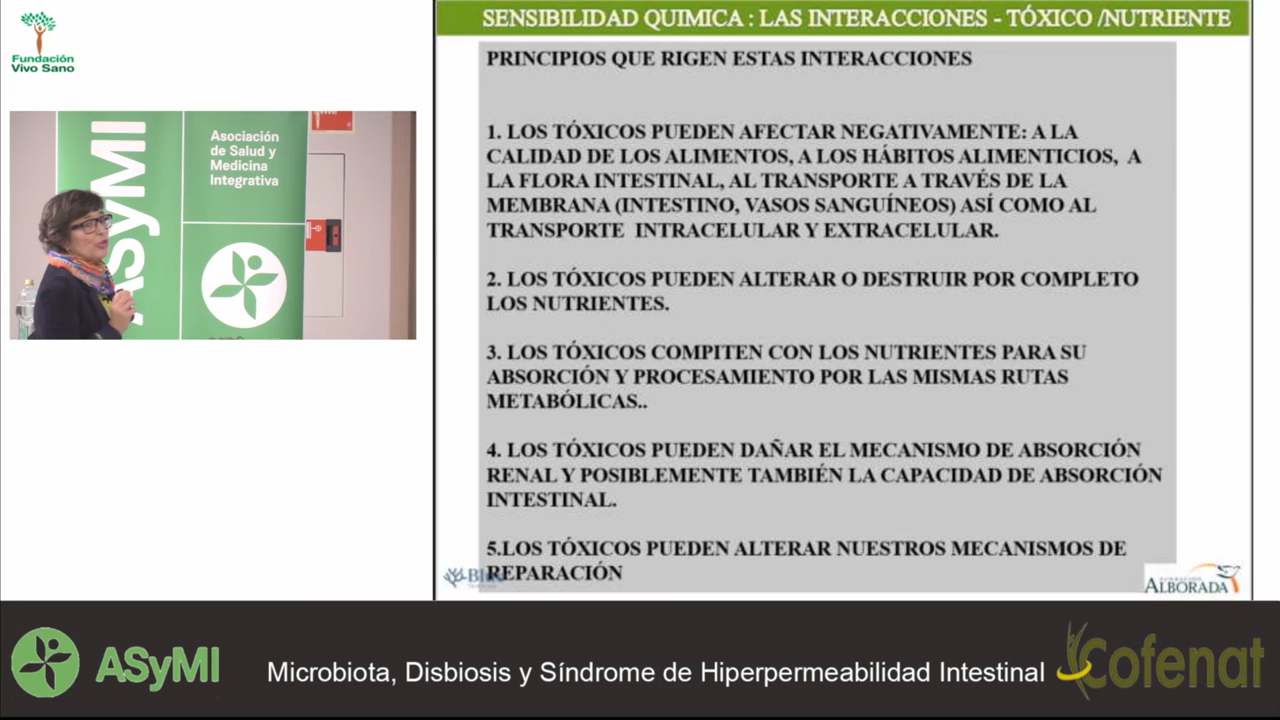 Fundación
Vivo Sano
ASyMI
Asociación
de Salud y
Medicina
Integrativa
SENSIBILIDAD QUIMICA : LAS INTERACCIONES - TÓXICO /NUTRIENTE
PRINCIPIOS QUE RIGEN ESTAS INTERACCIONES
1. LOS TÓXICOS PUEDEN AFECTAR NEGATIVAMENTE: A LA
CALIDAD DE LOS ALIMENTOS, A LOS HÁBITOS ALIMENTICIOS, A
LA FLORA INTESTINAL, AL TRANSPORTE A TRAVÉS DE LA
MEMBRANA (INTESTINO, VASOS SANGUÍNEOS) ASÍ COMO AL
TRANSPORTE INTRACELULAR Y EXTRACELULAR.
2. LOS TÓXICOS PUEDEN ALTERAR O DESTRUIR POR COMPLETO
LOS NUTRIENTES.
3. LOS TÓXICOS COMPITEN CON LOS NUTRIENTES PARA SU
ABSORCIÓN Y PROCESAMIENTO POR LAS MISMAS RUTAS
METABÓLICAS..
4. LOS TÓXICOS PUEDEN DAÑAR EL MECANISMO DE ABSORCIÓN
RENAL Y POSIBLEMENTE TAMBIÉN LA CAPACIDAD DE ABSORCIÓN
INTESTINAL.
5.LOS TÓXICOS PUEDEN ALTERAR NUESTROS MECANISMOS DE
REPARACIÓN
ALBORADA
ASyMI
Microbiota, Disbiosis y Síndrome de Hiperpermeabilidad Intestinal
Cofenat